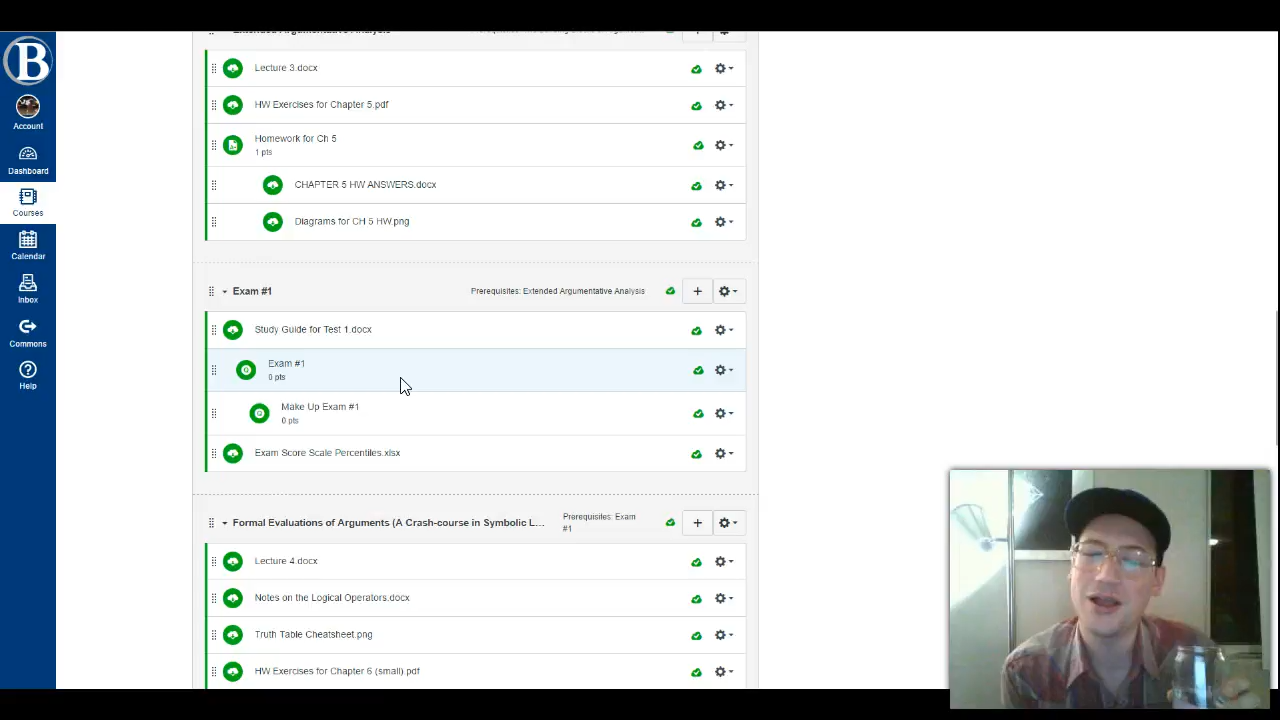 B
Account
Dashboard
Courses
Calendar
Inbox
Commons
Help
Extended Argumentative Analysis
Lecture 3.docx
HW Exercises for Chapter 5.pdf
Homework for Ch 5
1 pts
CHAPTER 5 HW ANSWERS.docx
Diagrams for CH 5 HW.png
Exam #1
Prerequisites: Extended Argumentative Analysis
Study Guide for Test 1.docx
Exam #1
0 pts
Make Up Exam #1
0 pts
Exam Score Scale Percentiles.xlsx
Formal Evaluations of Arguments (A Crash-course in Symbolic L...
Prerequisites: Exam
#1
Lecture 4.docx
Notes on the Logical Operators.docx
Truth Table Cheatsheet.png
HW Exercises for Chapter 6 (small).pdf